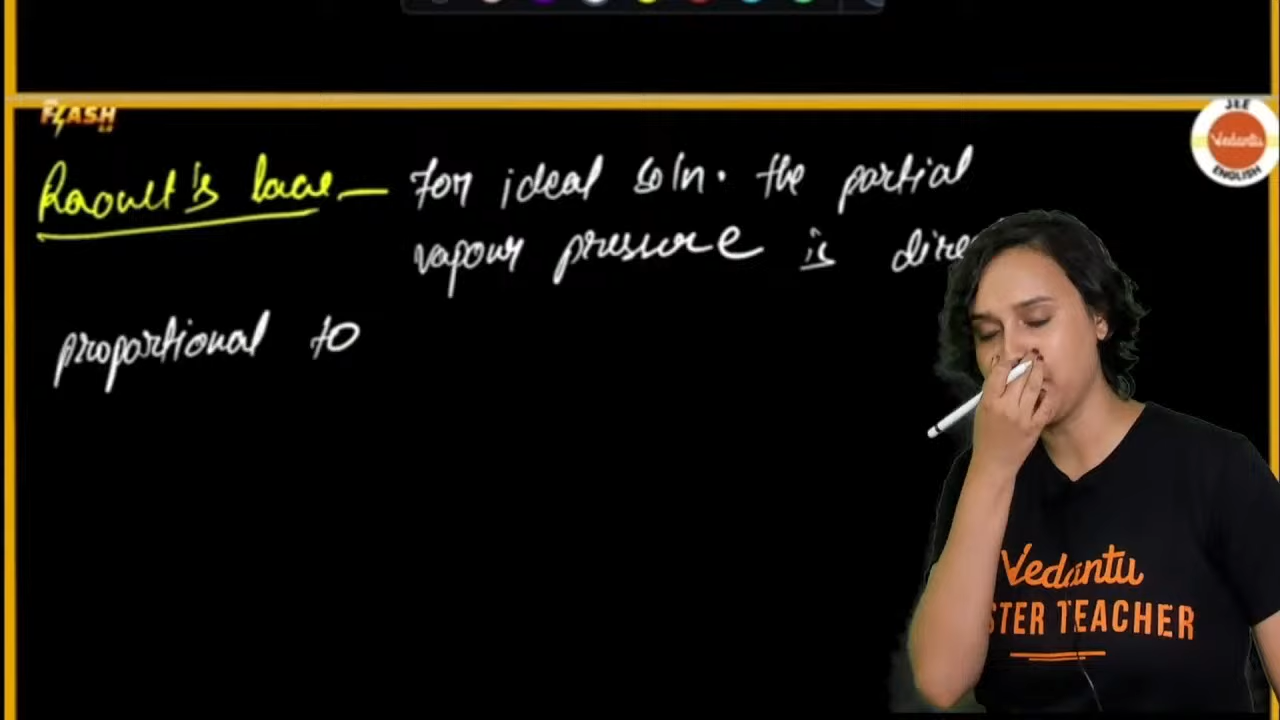 FLASH
JEE
Vedantu
ENGLISH
Raoult's law – For ideal soln. the partial
vapour pressure is dire
proportional to
Vedantu
STER TEACHER